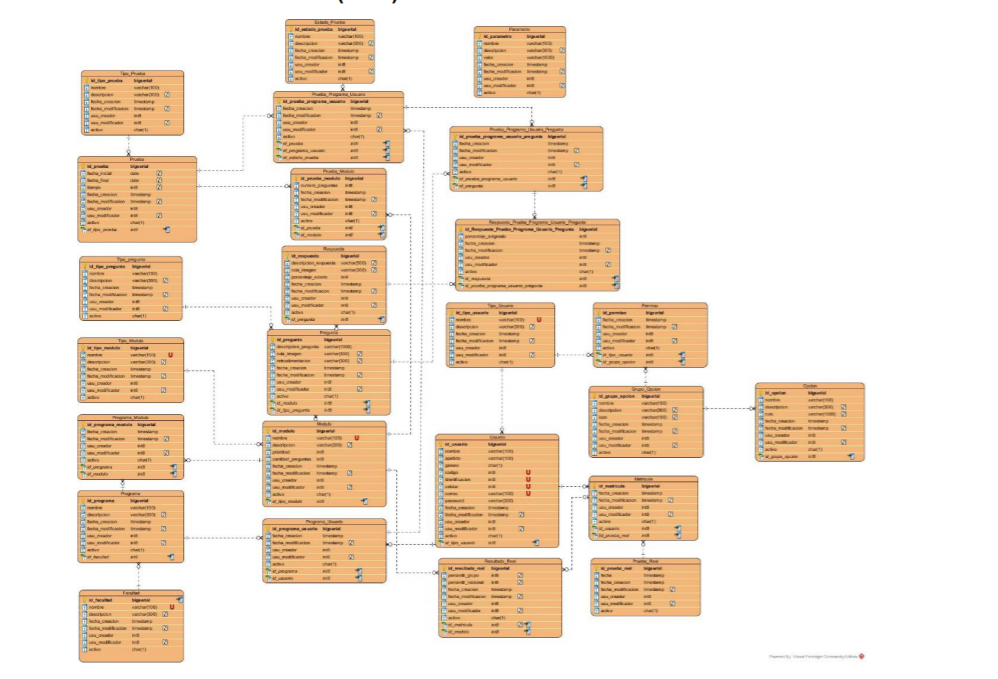 Estado_Prueba
id_estado_prueba bigserial
nombre varchar(100)
descripcion varchar(500)
fecha_creacion timestamp
fecha_modificacion timestamp
usu_creador int8
usu_modificador int8
activo char(1)
Parametro
id_parametro bigserial
nombre varchar(100)
descripcion varchar(500)
valor varchar(1000)
fecha_creacion timestamp
fecha_modificacion timestamp
usu_creador int8
usu_modificador int8
activo char(1)
Tipo_Prueba
id_tipo_prueba bigserial
nombre varchar(100)
descripcion varchar(500)
fecha_creacion timestamp
fecha_modificacion timestamp
usu_creador int8
usu_modificador int8
activo char(1)
Prueba_Programa_Usuario
id_prueba_programa_usuario bigserial
fecha_creacion timestamp
fecha_modificacion timestamp
usu_creador int8
usu_modificador int8
activo char(1)
id_prueba int8
id_programa_usuario int8
id_estado_prueba int8
Prueba_Programa_Usuario_Pregunta
id_prueba_programa_usuario_pregunta bigserial
fecha_creacion timestamp
fecha_modificacion timestamp
usu_creador int8
usu_modificador int8
activo char(1)
id_prueba_programa_usuario int8
id_pregunta int8
Prueba
id_prueba bigserial
fecha_inicial date
fecha_final date
tiempo int8
fecha_creacion timestamp
fecha_modificacion timestamp
usu_creador int8
usu_modificador int8
activo char(1)
id_tipo_prueba int8
Prueba_Modulo
id_prueba_modulo bigserial
numero_preguntas int8
fecha_creacion timestamp
fecha_modificacion timestamp
usu_creador int8
usu_modificador int8
activo char(1)
id_prueba int8
id_modulo int8
Respuesta_Prueba_Programa_Usuario_Pregunta
id_Respuesta_Prueba_Programa_Usuario_Pregunta bigserial
porcentaje_asignado int8
fecha_creacion timestamp
fecha_modificacion timestamp
usu_creador int8
usu_modificador int8
activo char(1)
id_respuesta int8
id_prueba_programa_usuario_pregunta int8
Respuesta
id_respuesta bigserial
descripcion_respuesta varchar(500)
ruta_imagen varchar(500)
porcentaje_acierto int8
fecha_creacion timestamp
fecha_modificacion timestamp
usu_creador int8
usu_modificador int8
activo char(1)
id_pregunta int8
Tipo_pregunta
id_tipo_pregunta bigserial
nombre varchar(100)
descripcion varchar(500)
fecha_creacion timestamp
fecha_modificacion timestamp
usu_creador int8
usu_modificador int8
activo char(1)
Tipo_Usuario
id_tipo_usuario bigserial
nombre varchar(100) U
descripcion varchar(500)
fecha_creacion timestamp
fecha_modificacion timestamp
usu_creador int8
usu_modificador int8
activo char(1)
Permiso
id_permiso bigserial
fecha_creacion timestamp
fecha_modificacion timestamp
usu_creador int8
usu_modificador int8
activo char(1)
id_tipo_usuario int8
id_grupo_opcion int8
Pregunta
id_pregunta bigserial
descripcion_pregunta varchar(1000)
ruta_imagen varchar(500)
retroalimentacion varchar(500)
fecha_creacion timestamp
fecha_modificacion timestamp
usu_creador int8
usu_modificador int8
activo char(1)
id_modulo int8
id_tipo_pregunta int8
Tipo_Modulo
id_tipo_modulo bigserial
nombre varchar(100) U
descripcion varchar(500)
fecha_creacion timestamp
fecha_modificacion timestamp
usu_creador int8
usu_modificador int8
activo char(1)
Grupo_Opcion
id_grupo_opcion bigserial
nombre varchar(100)
descripcion varchar(500)
icono varchar(100)
fecha_creacion timestamp
fecha_modificacion timestamp
usu_creador int8
usu_modificador int8
activo char(1)
Opcion
id_opcion bigserial
nombre varchar(100)
descripcion varchar(500)
ruta varchar(1000)
fecha_creacion timestamp
fecha_modificacion timestamp
usu_creador int8
usu_modificador int8
activo char(1)
id_grupo_opcion int8
Programa_Modulo
id_programa_modulo bigserial
fecha_creacion timestamp
fecha_modificacion timestamp
usu_creador int8
usu_modificador int8
activo char(1)
id_programa int8
id_modulo int8
Modulo
id_modulo bigserial
nombre varchar(100) U
descripcion varchar(500)
prioridad int8
cantidad_preguntas int8
fecha_creacion timestamp
fecha_modificacion timestamp
usu_creador int8
usu_modificador int8
activo char(1)
id_tipo_modulo int8
Usuario
id_usuario bigserial
nombre varchar(100)
apellido varchar(100)
genero char(1)
codigo int8 U
identificacion int8 U
celular int8 U
correo varchar(100) U
password varchar(500)
fecha_creacion timestamp
fecha_modificacion timestamp
usu_creador int8
usu_modificador int8
activo char(1)
id_tipo_usuario int8
Matricula
id_matricula bigserial
fecha_creacion timestamp
fecha_modificacion timestamp
usu_creador int8
usu_modificador int8
activo char(1)
id_usuario int8
id_prueba_real int8
Programa
id_programa bigserial
nombre varchar(100)
descripcion varchar(500)
fecha_creacion timestamp
fecha_modificacion timestamp
usu_creador int8
usu_modificador int8
activo char(1)
id_facultad int8
Programa_Usuario
id_programa_usuario bigserial
fecha_creacion timestamp
fecha_modificacion timestamp
usu_creador int8
usu_modificador int8
activo char(1)
id_programa int8
id_usuario int8
Resultado_Real
id_resultado_real bigserial
percentil_grupo int8
percentil_nacional int8
fecha_creacion timestamp
fecha_modificacion timestamp
usu_creador int8
usu_modificador int8
activo char(1)
id_matricula int8
id_modulo int8
Prueba_Real
id_prueba_real bigserial
fecha timestamp
fecha_creacion timestamp
fecha_modificacion timestamp
usu_creador int8
usu_modificador int8
activo char(1)
Facultad
id_facultad bigserial
nombre varchar(100) U
descripcion varchar(500)
fecha_creacion timestamp
fecha_modificacion timestamp
usu_creador int8
usu_modificador int8
activo char(1)
Powered By Visual Paradigm Community Edition